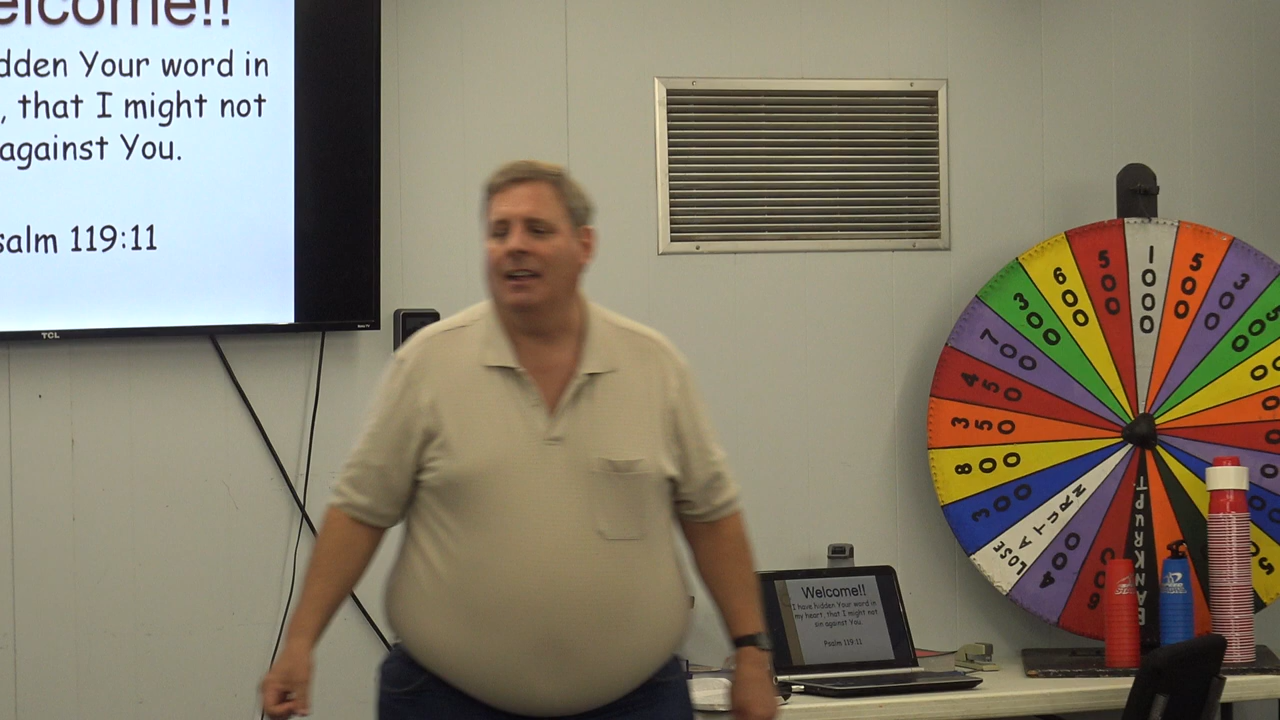 elcome!!
dden Your word in
, that I might not
against You.
salm 119:11
TCL
Welcome!!
I have hidden Your word in
my heart, that I might not
sin against You.
Psalm 119:11
1000
500
300
500
600
500
300
700
450
350
800
300
LOSE A TURN
400
BANKRUPT